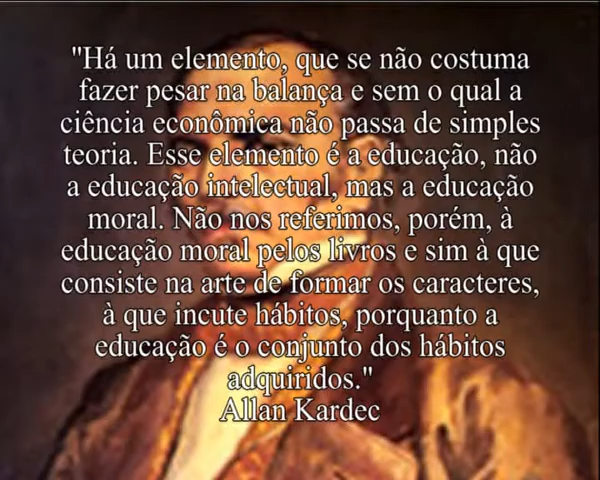 "Há um elemento, que se não costuma
fazer pesar na balança e sem o qual a
ciência econômica não passa de simples
teoria. Esse elemento é a educação, não
a educação intelectual, mas a educação
moral. Não nos referimos, porém, à
educação moral pelos livros e sim à que
consiste na arte de formar os caracteres,
à que incute hábitos, porquanto a
educação é o conjunto dos hábitos
adquiridos."
Allan Kardec